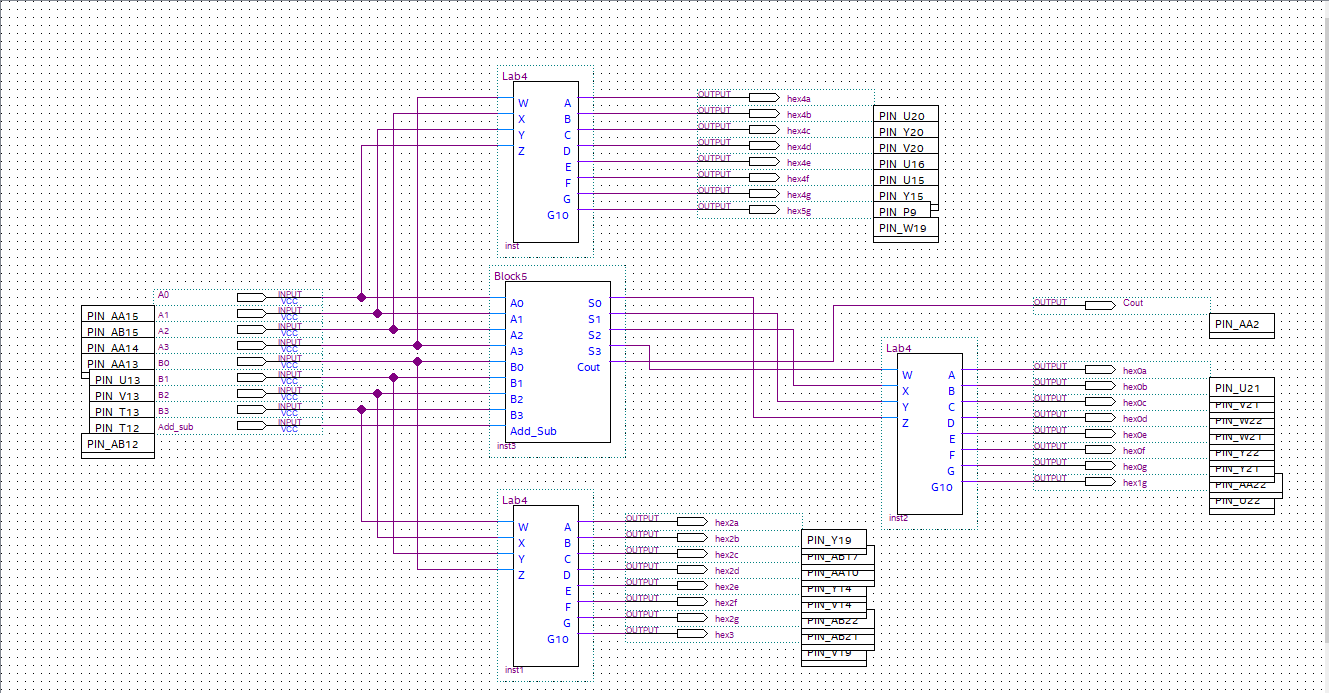 Lab4
W A OUTPUT hex4a
X B OUTPUT hex4b PIN_U20
Y C OUTPUT hex4c PIN_Y20
Z D OUTPUT hex4d PIN_V20
E OUTPUT hex4e PIN_U16
F OUTPUT hex4f PIN_U15
G OUTPUT hex4g PIN_Y15
G10 OUTPUT hex5g PIN_P9
PIN_W19
inst
Block5
A0 INPUT VCC A0 S0 OUTPUT Cout
PIN_AA15 A1 INPUT VCC A1 S1
PIN_AB15 A2 INPUT VCC A2 S2 PIN_AA2
PIN_AA14 A3 INPUT VCC A3 S3
PIN_AA13 B0 INPUT VCC B0 Cout
PIN_U13 B1 INPUT VCC B1
PIN_V13 B2 INPUT VCC B2
PIN_T13 B3 INPUT VCC B3
PIN_T12 Add_sub INPUT VCC Add_Sub
PIN_AB12
inst3
Lab4
W A OUTPUT hex0a
X B OUTPUT hex0b PIN_U21
Y C OUTPUT hex0c PIN_V21
Z D OUTPUT hex0d PIN_W22
E OUTPUT hex0e PIN_W21
F OUTPUT hex0f PIN_Y22
G OUTPUT hex0g PIN_Y21
G10 OUTPUT hex1g PIN_AA22
PIN_U22
inst2
Lab4
W A OUTPUT hex2a
X B OUTPUT hex2b PIN_Y19
Y C OUTPUT hex2c PIN_AB17
Z D OUTPUT hex2d PIN_AA10
E OUTPUT hex2e PIN_Y14
F OUTPUT hex2f PIN_V14
G OUTPUT hex2g PIN_AB22
G10 OUTPUT hex3 PIN_AB21
PIN_V19
inst1